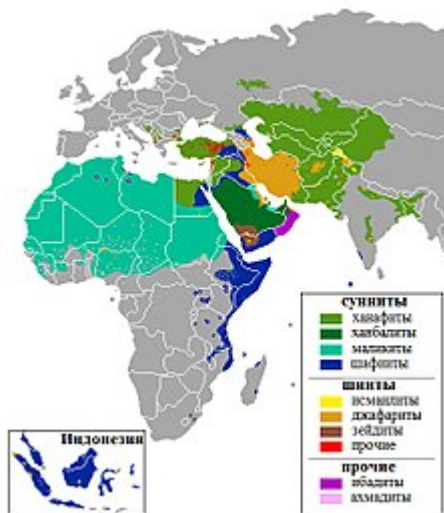 сунниты
ханафиты
ханбалиты
маликиты
шафииты
шииты
исмаилиты
джафариты
зейдиты
прочие
прочие
ибадиты
ахмадиты
Индонезия